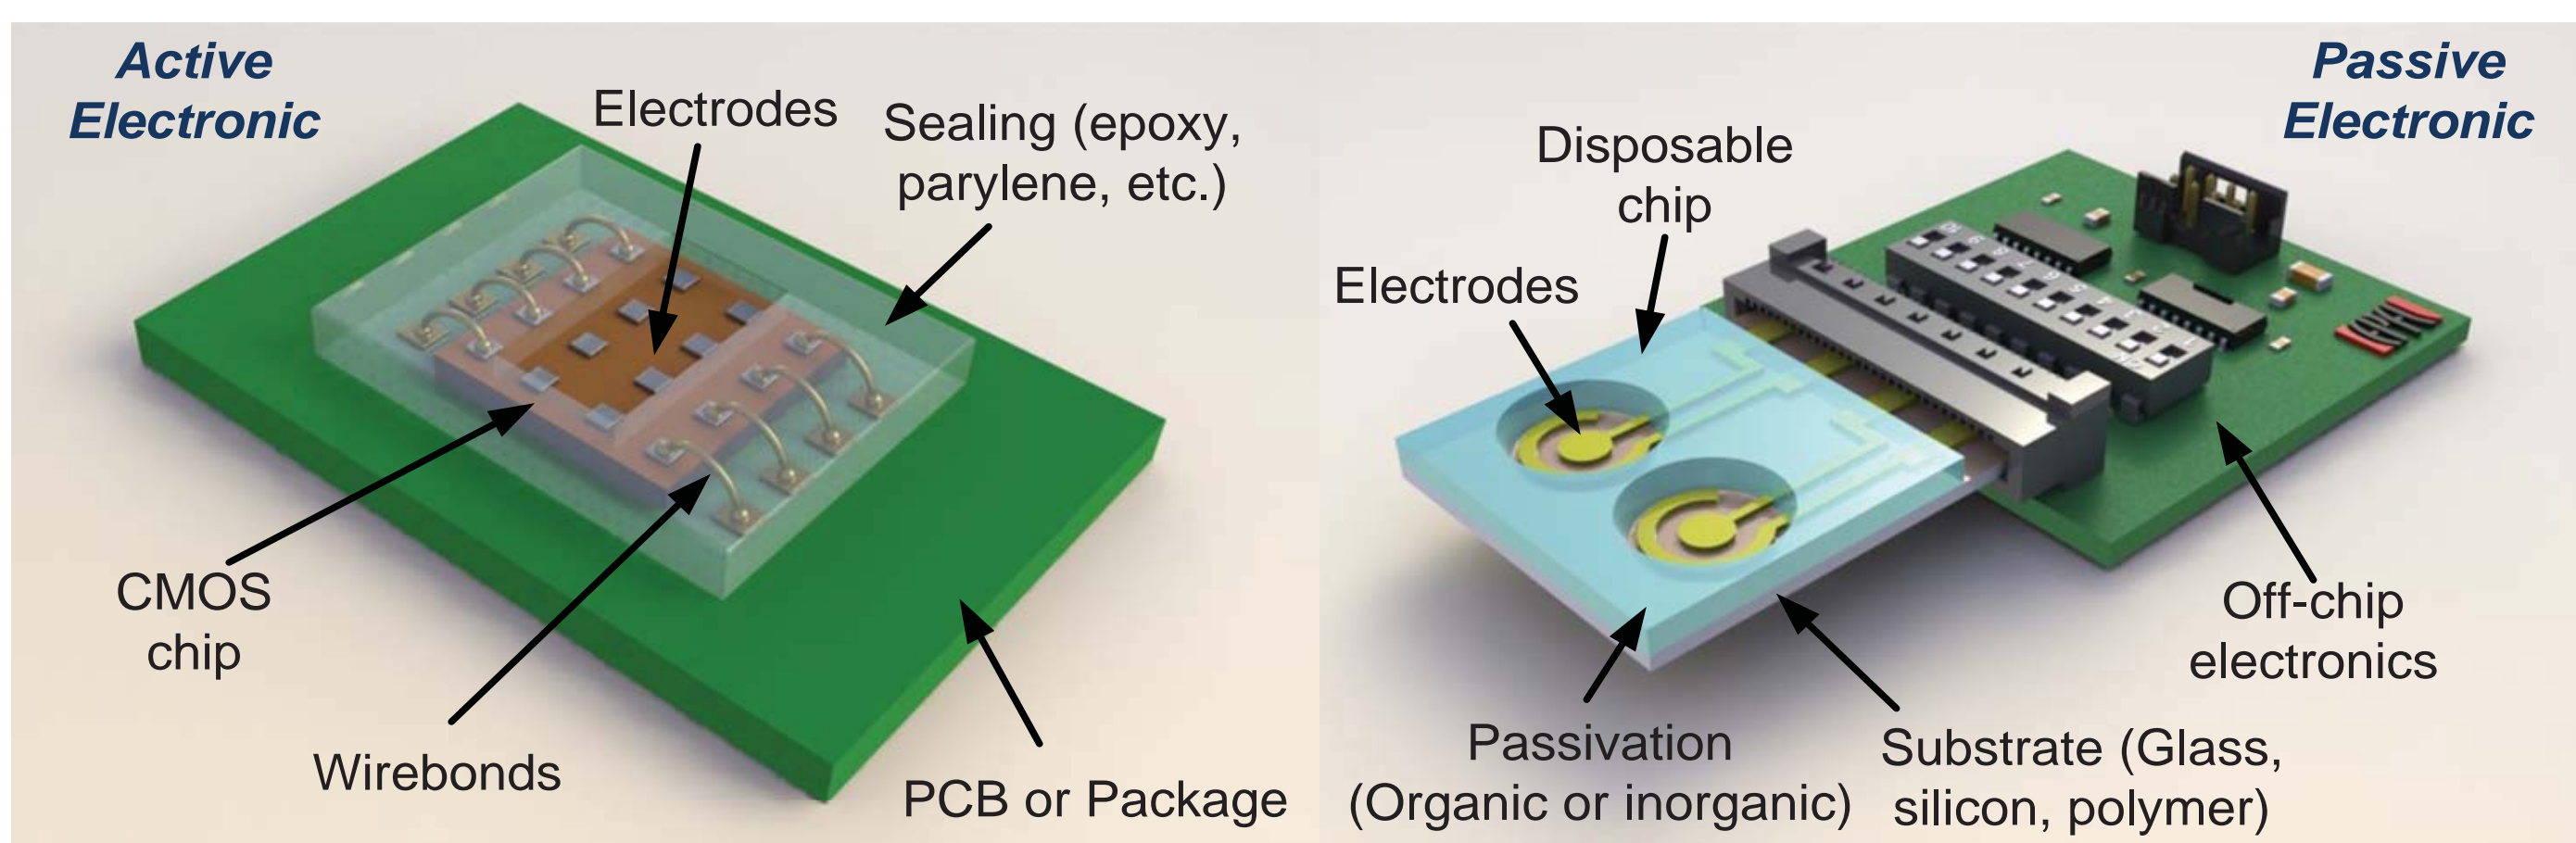 Active
Electronic
Electrodes
Sealing (epoxy,
parylene, etc.)
CMOS
chip
Wirebonds
PCB or Package
Passive
Electronic
Disposable
chip
Electrodes
Off-chip
electronics
Passivation
(Organic or inorganic)
Substrate (Glass,
silicon, polymer)